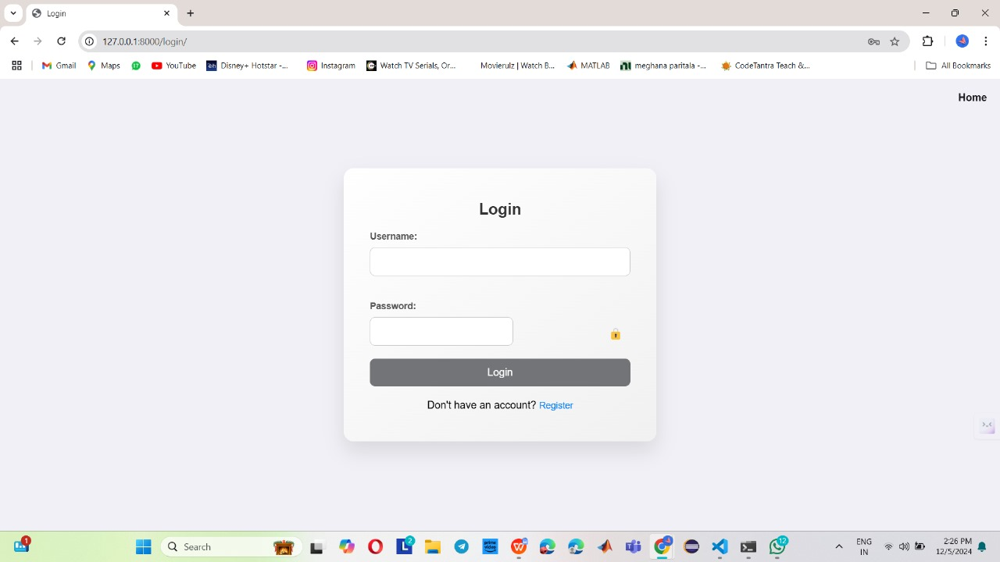 Login
127.0.0.1:8000/login/
Gmail
Maps
YouTube
Disney+ Hotstar -...
Instagram
Watch TV Serials, Or...
Movierulz | Watch B...
MATLAB
meghana paritala -...
CodeTantra Teach &...
All Bookmarks
Home
Login
Username:
Password:
Login
Don't have an account? Register
1
Search
2
12
ENG
IN
2:26 PM
12/5/2024